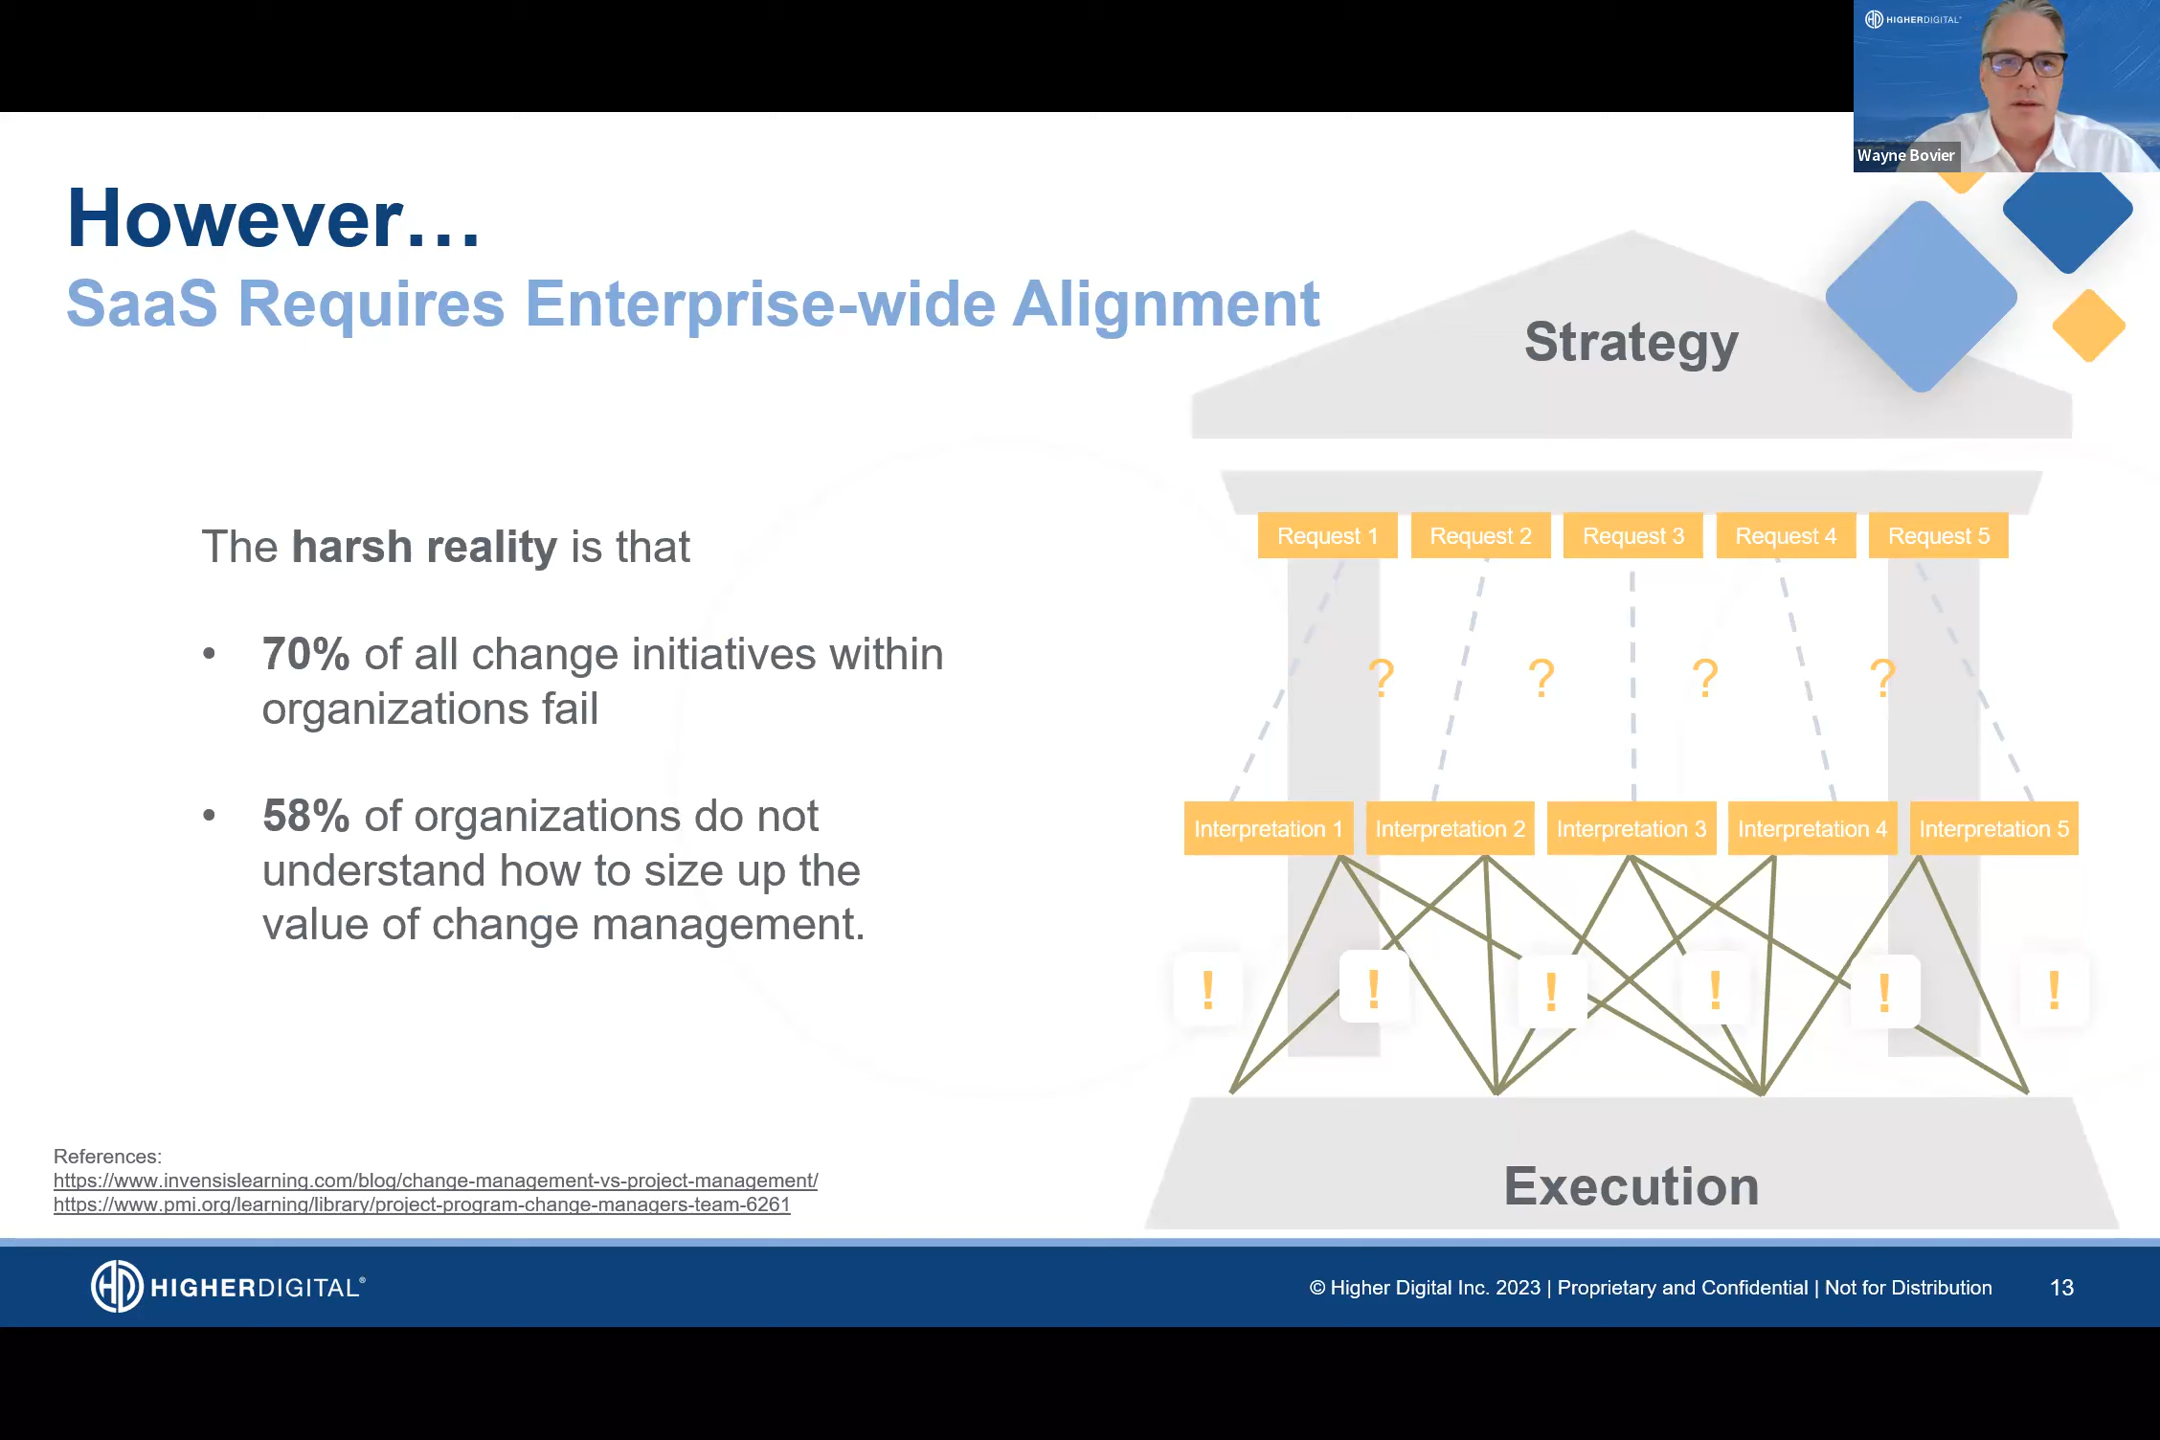 HIGHERDIGITAL
Wayne Bovier
However…
SaaS Requires Enterprise-wide Alignment
The harsh reality is that
• 70% of all change initiatives within
organizations fail
• 58% of organizations do not
understand how to size up the
value of change management.
References:
https://www.invensislearning.com/blog/change-management-vs-project-management/
https://www.pmi.org/learning/library/project-program-change-managers-team-6261
Strategy
Request 1 Request 2 Request 3 Request 4 Request 5
? ? ? ?
Interpretation 1 Interpretation 2 Interpretation 3 Interpretation 4 Interpretation 5
! ! ! ! ! !
Execution
HD HIGHERDIGITAL®
© Higher Digital Inc. 2023 | Proprietary and Confidential | Not for Distribution 13